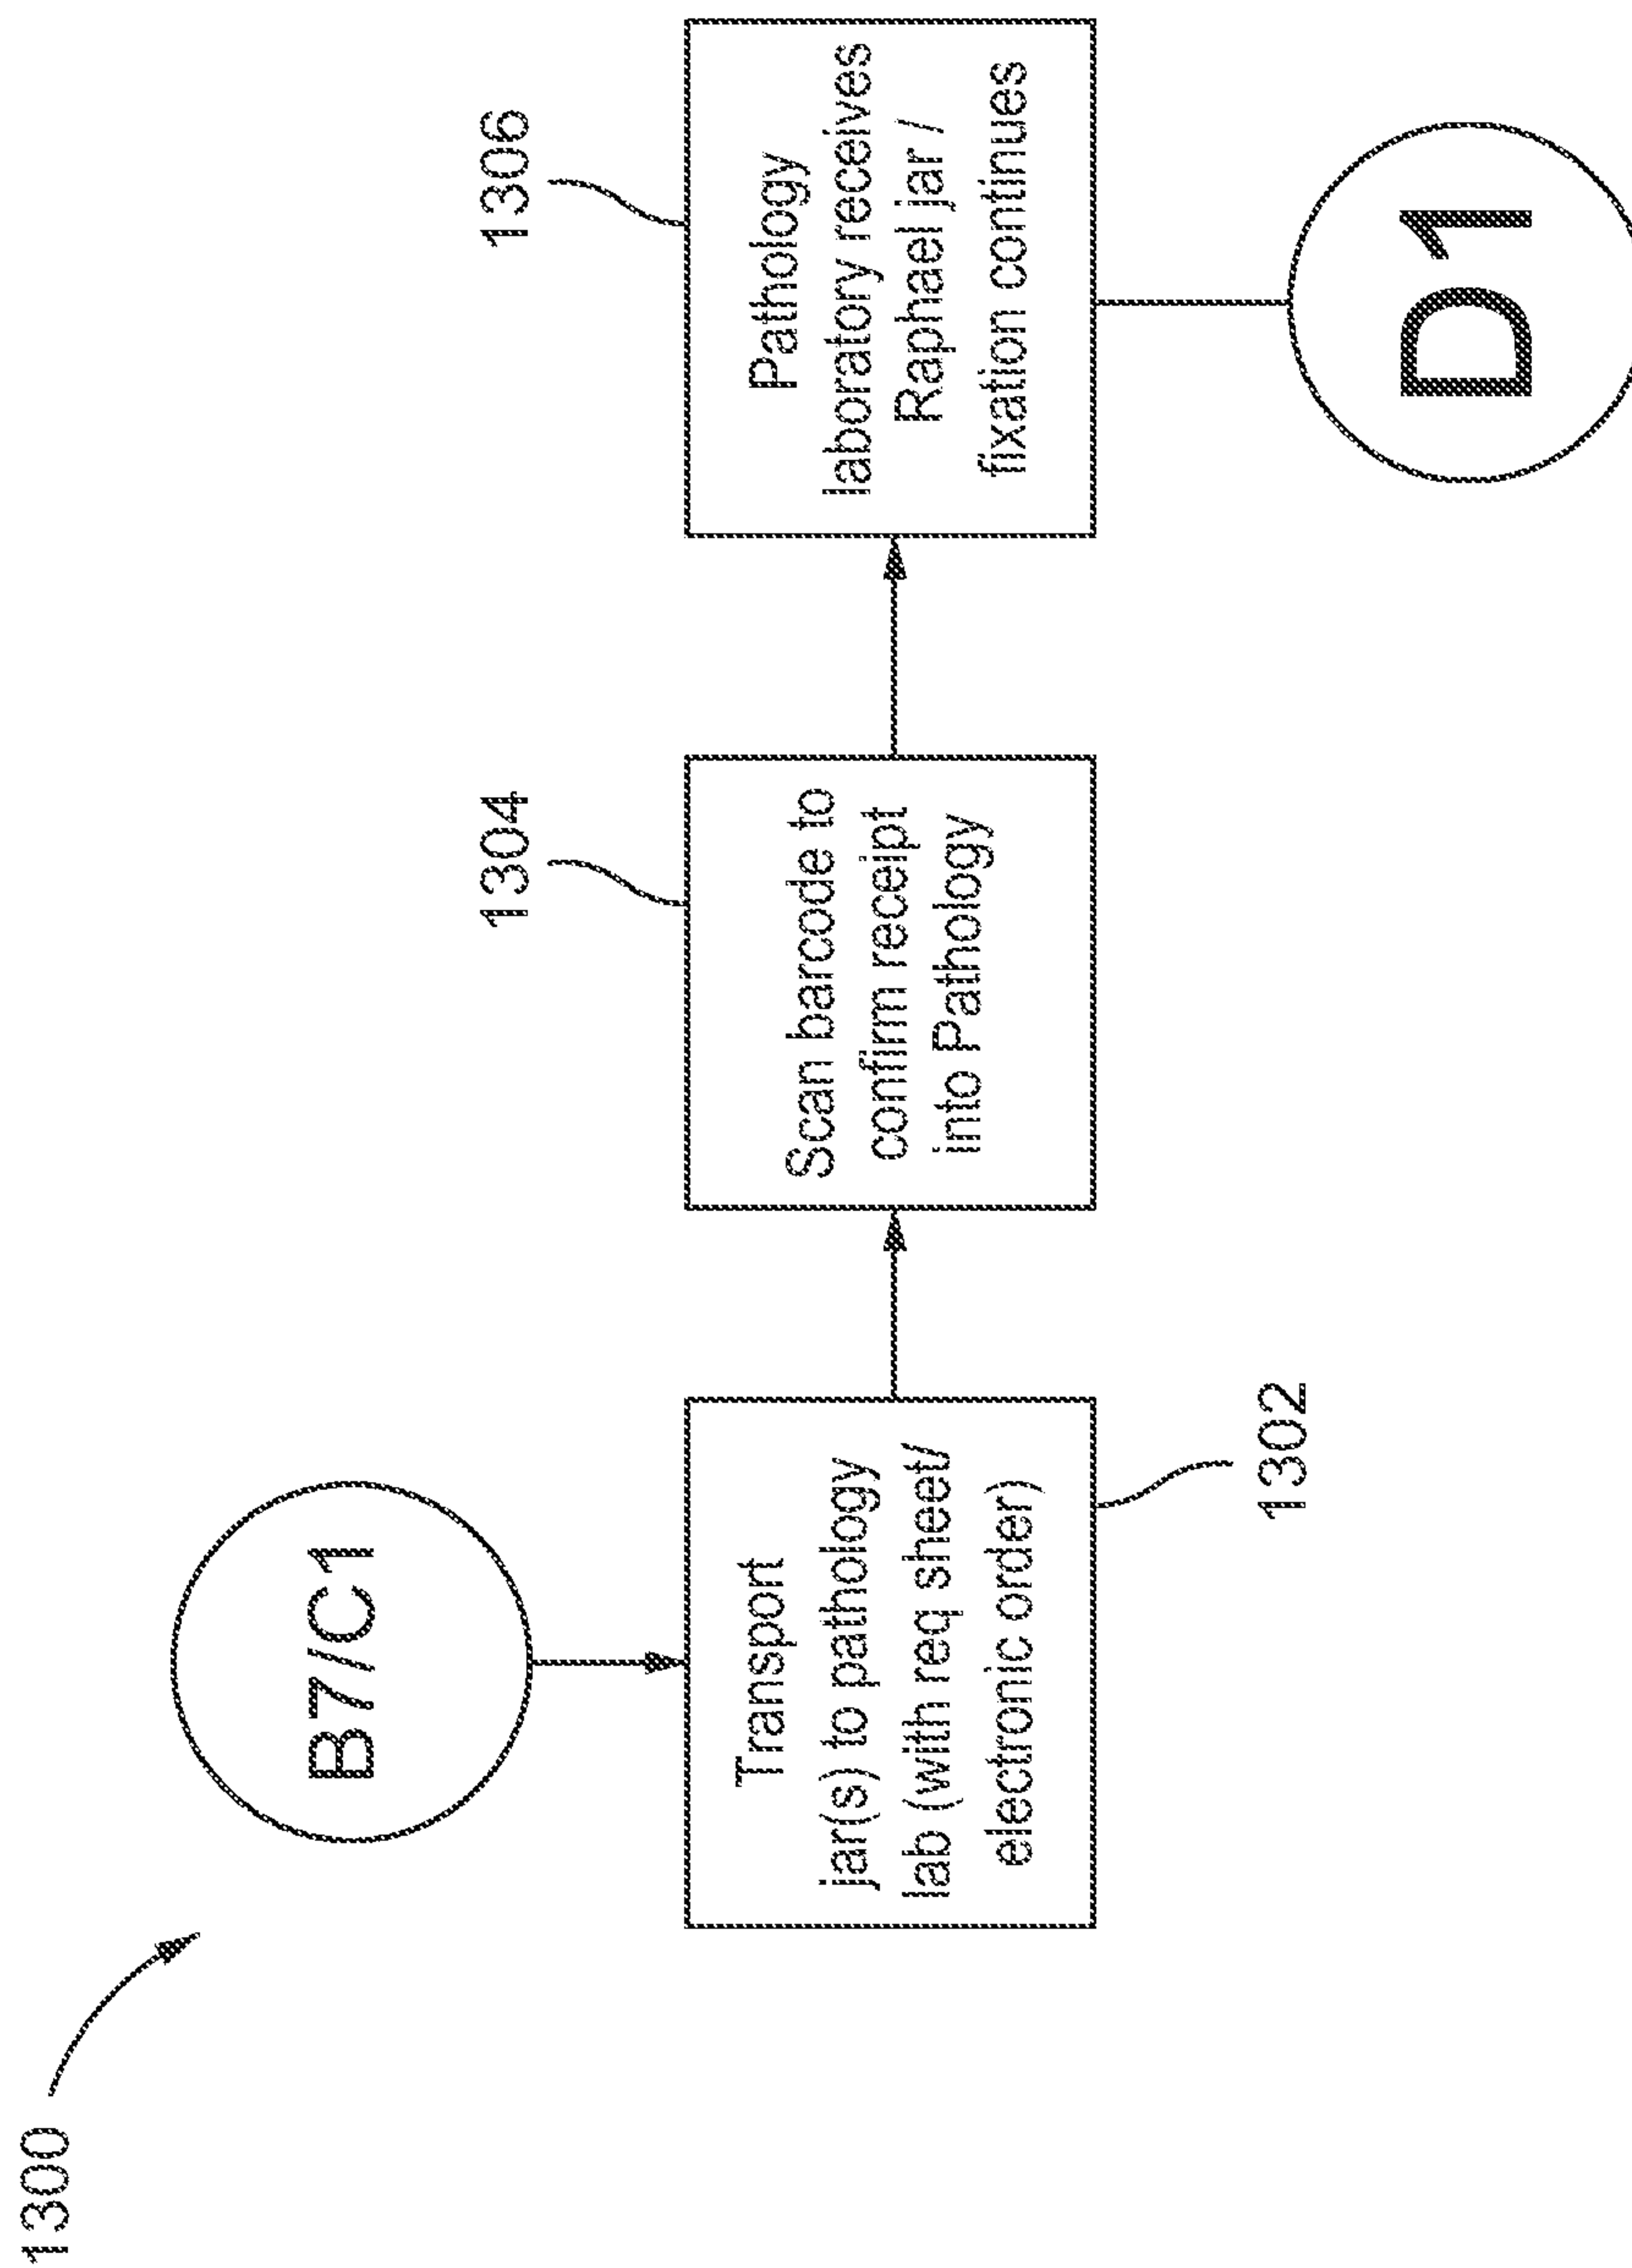 1300
B7/C1
Transport
jar(s) to pathology
lab (with req sheet/
electronic order)
1302
1304
Scan barcode to
confirm receipt
into Pathology
1306
Pathology
laboratory receives
Raphael jar /
fixation continues
D1